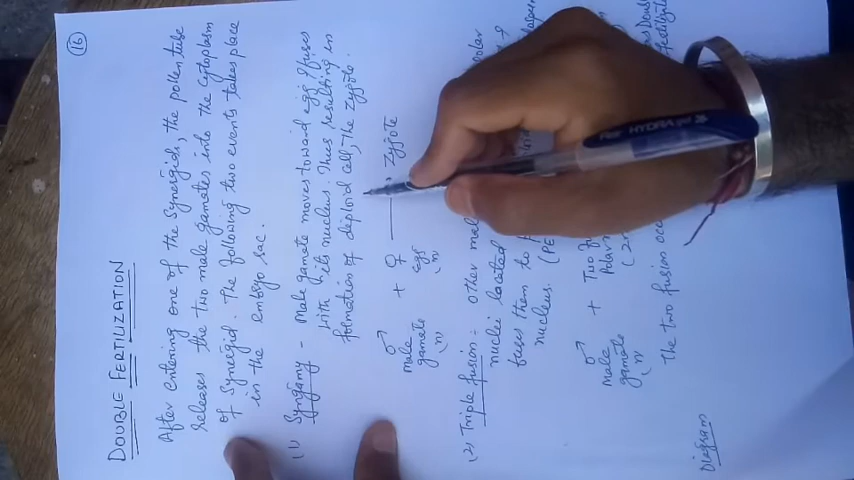 16
DOUBLE FERTILIZATION
After entering one of the Synergids, the pollen tube
releases the two male gametes into the Cytoplasm
of Synergid. The following two events takes place
in the embryo sac.
(1) Syngamy - Male gamete moves toward egg & fuses
with its nucleus. Thus resulting in
formation of diploid cell, the Zygote.
♂ + ♀ Zygote
male egg
gamete (n)
(n)
(2) Triple fusion : other
nuclei located
fuses them to
nucleus. (PE
♂ + Two
Male Polar
gamete (2n
(n
The two fusion occ
Diagram
HYDRA